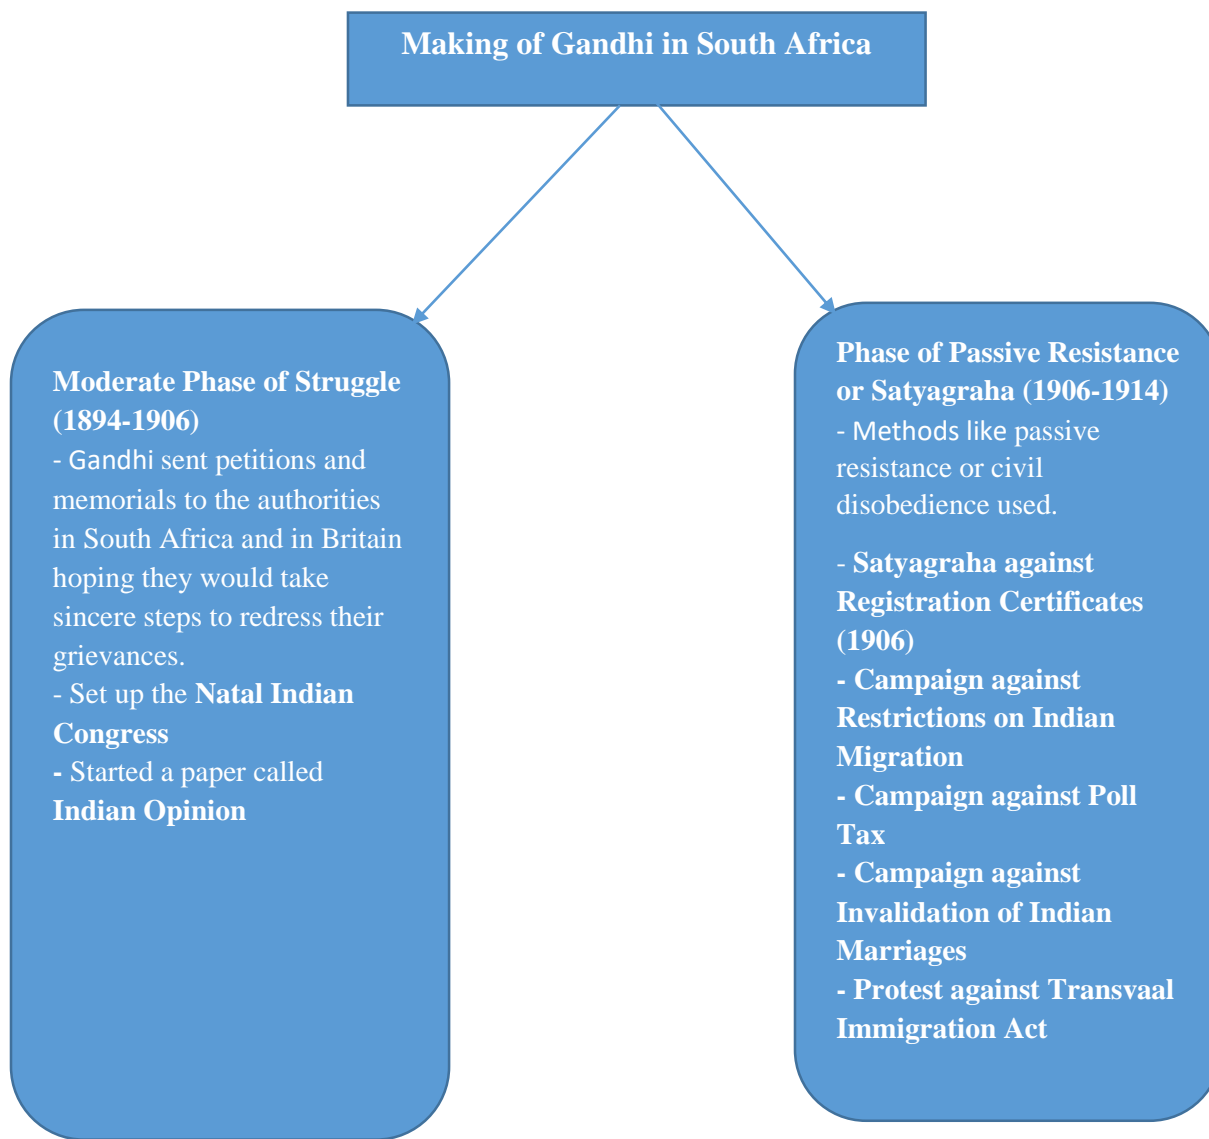 Making of Gandhi in South Africa
Moderate Phase of Struggle
(1894-1906)
- Gandhi sent petitions and
memorials to the authorities
in South Africa and in Britain
hoping they would take
sincere steps to redress their
grievances.
- Set up the Natal Indian
Congress
- Started a paper called
Indian Opinion
Phase of Passive Resistance
or Satyagraha (1906-1914)
- Methods like passive
resistance or civil
disobedience used.
- Satyagraha against
Registration Certificates
(1906)
- Campaign against
Restrictions on Indian
Migration
- Campaign against Poll
Tax
- Campaign against
Invalidation of Indian
Marriages
- Protest against Transvaal
Immigration Act